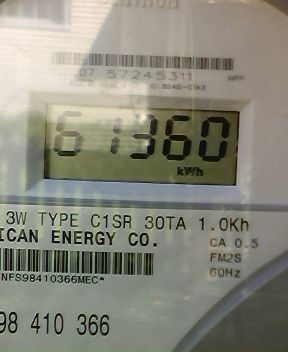 07 57245311
61360
kWh
3W TYPE C1SR 30TA 1.0Kh
ICAN ENERGY CO.
CA 0.5
FM2S
60Hz
NFS98410366MEC*
98 410 366